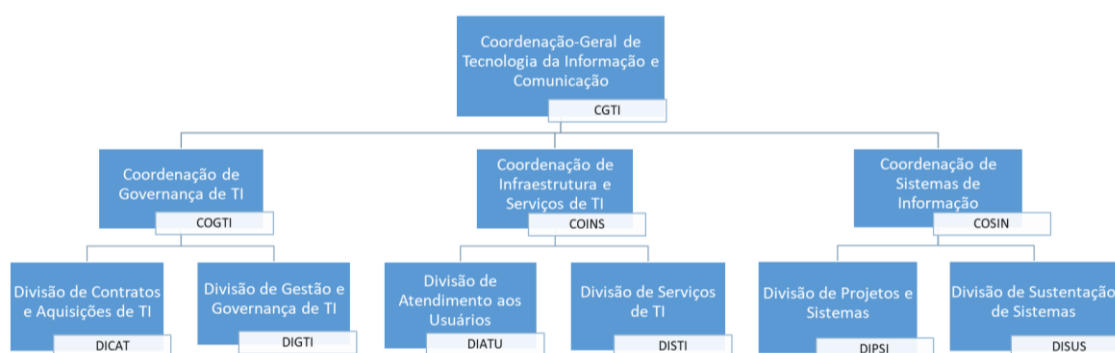 Coordenação-Geral de
Tecnologia da Informação e
Comunicação
CGTI
Coordenação de
Governança de TI
COGTI
Coordenação de
Infraestrutura e
Serviços de TI
COINS
Coordenação de
Sistemas de
Informação
COSIN
Divisão de Contratos
e Aquisições de TI
DICAT
Divisão de Gestão e
Governança de TI
DIGTI
Divisão de
Atendimento aos
Usuários
DIATU
Divisão de Serviços
de TI
DISTI
Divisão de Projetos e
Sistemas
DIPSI
Divisão de Sustentação
de Sistemas
DISUS